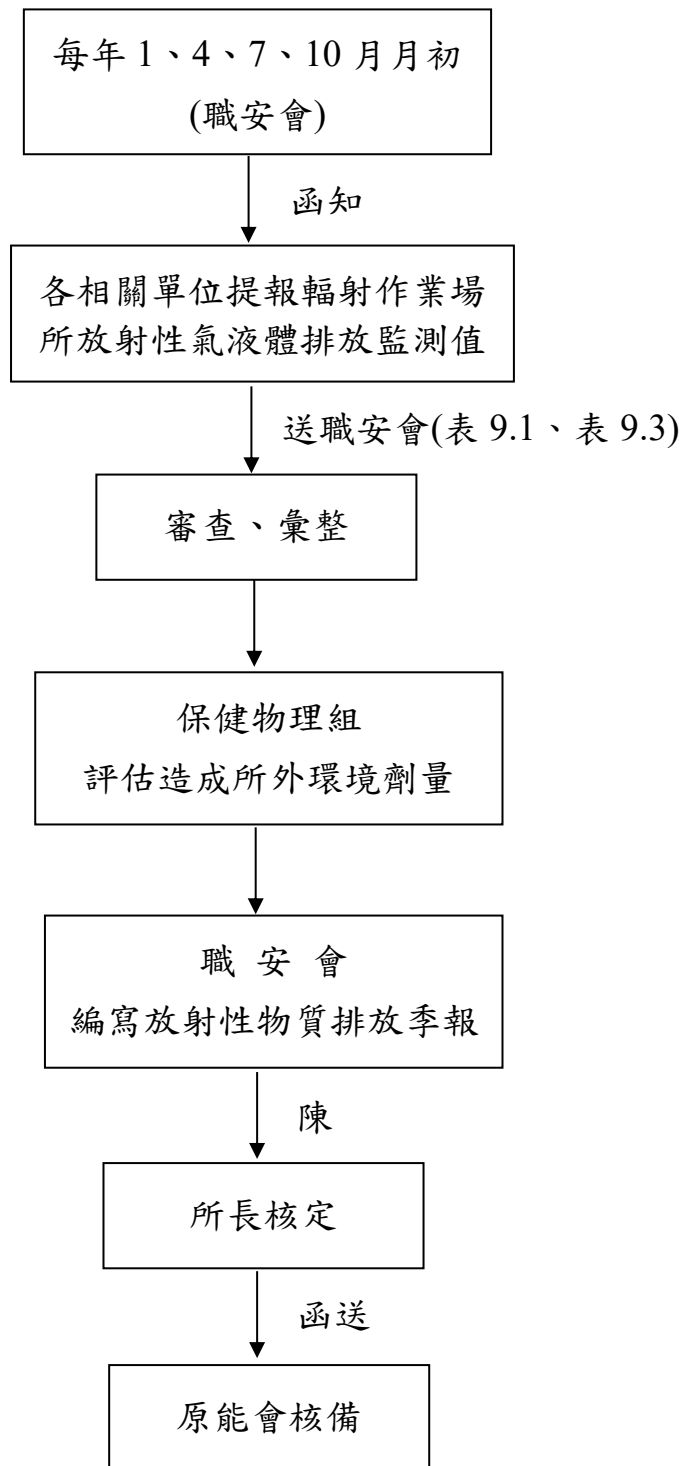 每年 1、4、7、10 月月初
(職安會)
函知
各相關單位提報輻射作業場
所放射性氣液體排放監測值
送職安會(表 9.1、表 9.3)
審查、彙整
保健物理組
評估造成所外環境劑量
職 安 會
編寫放射性物質排放季報
陳
所長核定
函送
原能會核備